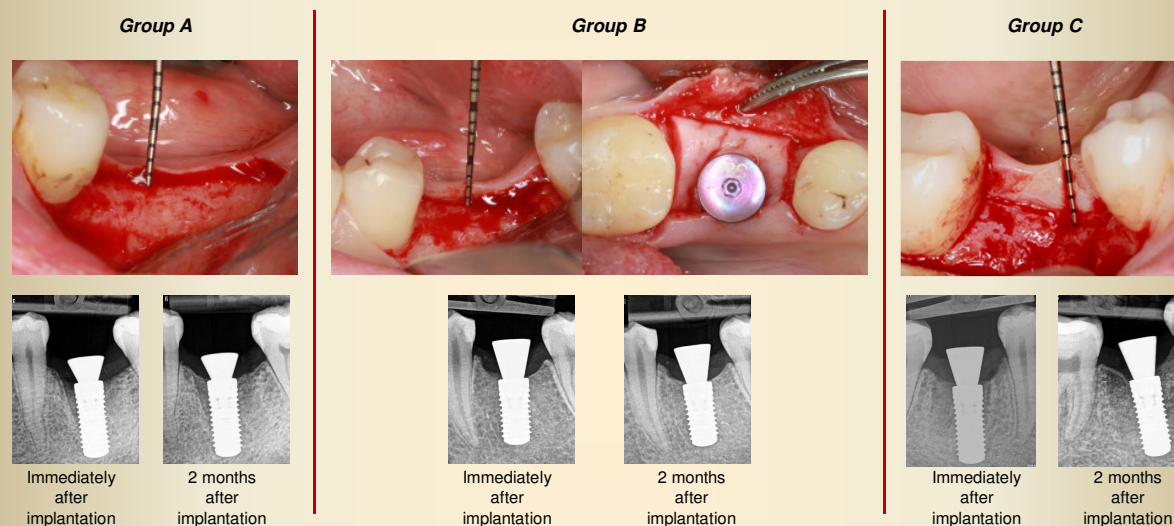 Group A
Group B
Group C
Immediately
after
implantation
2 months
after
implantation
Immediately
after
implantation
2 months
after
implantation
Immediately
after
implantation
2 months
after
implantation